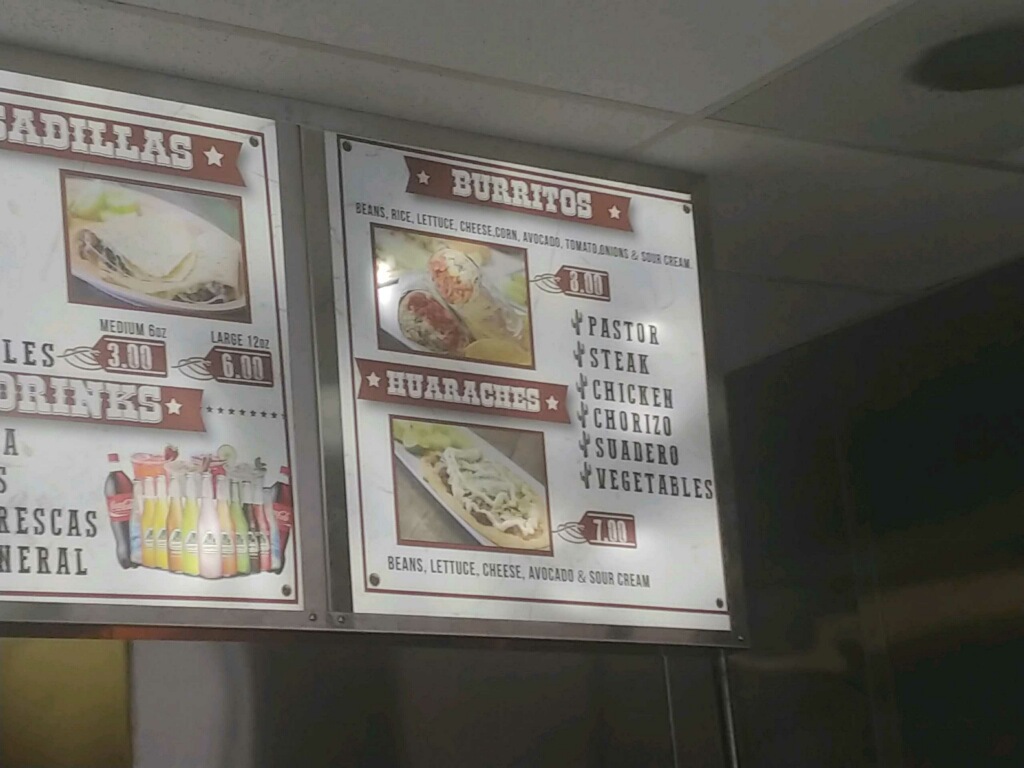 SADILLAS
MEDIUM 6oz
LARGE 12oz
LES
3.00
6.00
DRINKS
A
S
RESCAS
NERAL
BURRITOS
BEANS, RICE, LETTUCE, CHEESE,CORN, AVOCADO, TOMATO,ONIONS & SOUR CREAM.
8.00
PASTOR
STEAK
CHICKEN
CHORIZO
SUADERO
VEGETABLES
HUARACHES
7.00
BEANS, LETTUCE, CHEESE, AVOCADO & SOUR CREAM